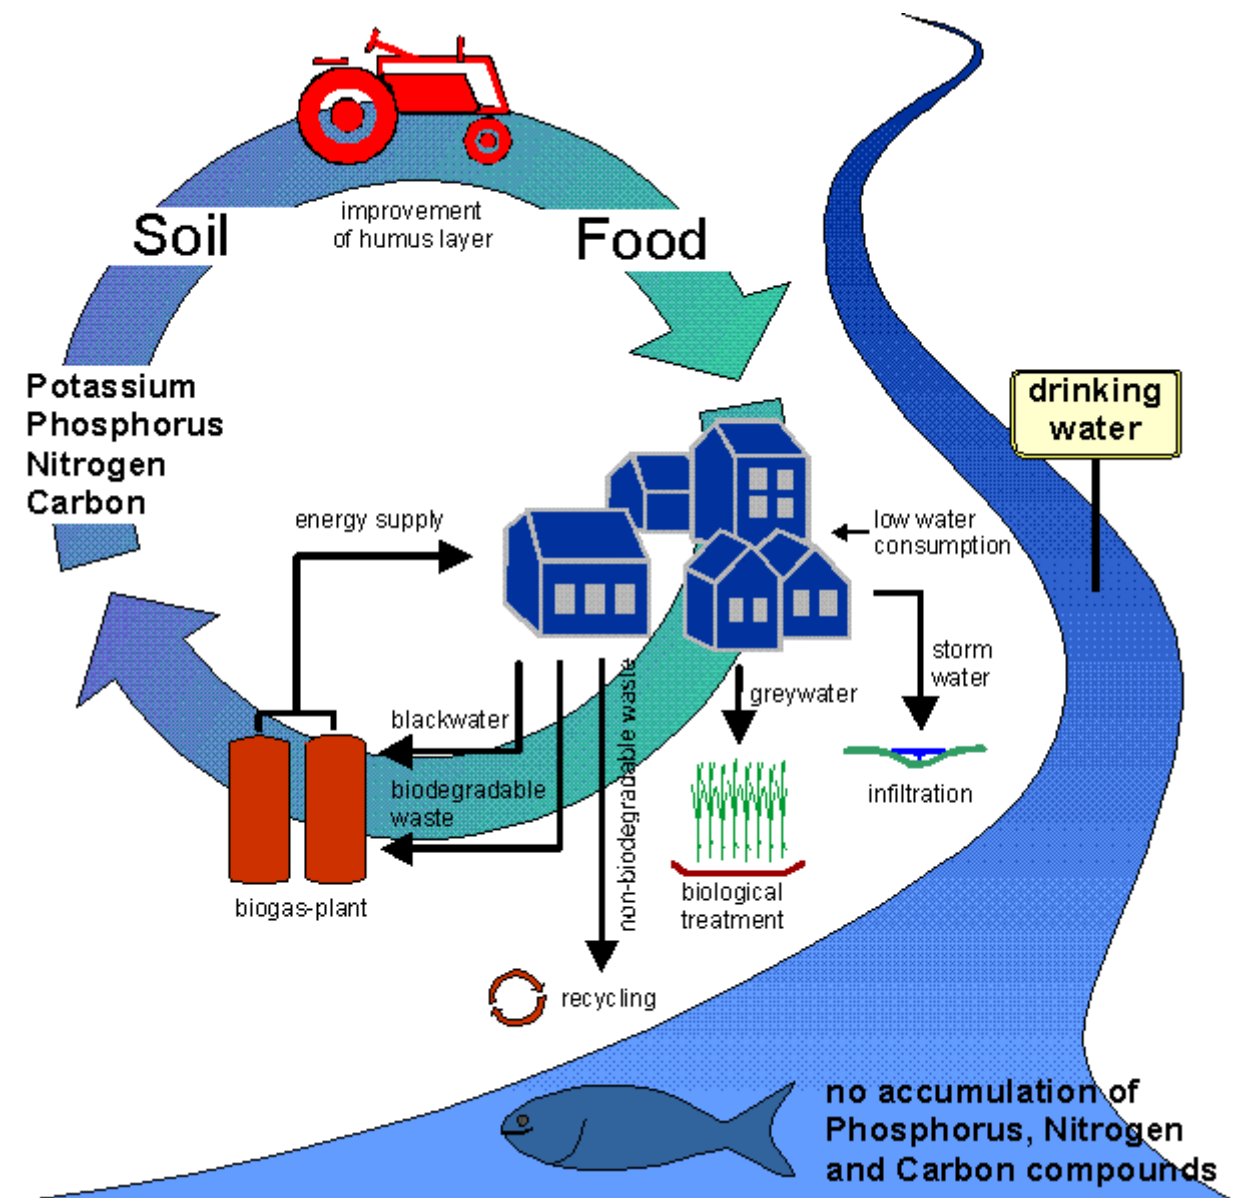 improvement
of humus layer
Soil
Food
Potassium
Phosphorus
Nitrogen
Carbon
drinking
water
energy supply
low water
consumption
storm
water
greywater
blackwater
non-biodegradable waste
biodegradable
waste
infiltration
biological
treatment
biogas-plant
recycling
no accumulation of
Phosphorus, Nitrogen
and Carbon compounds